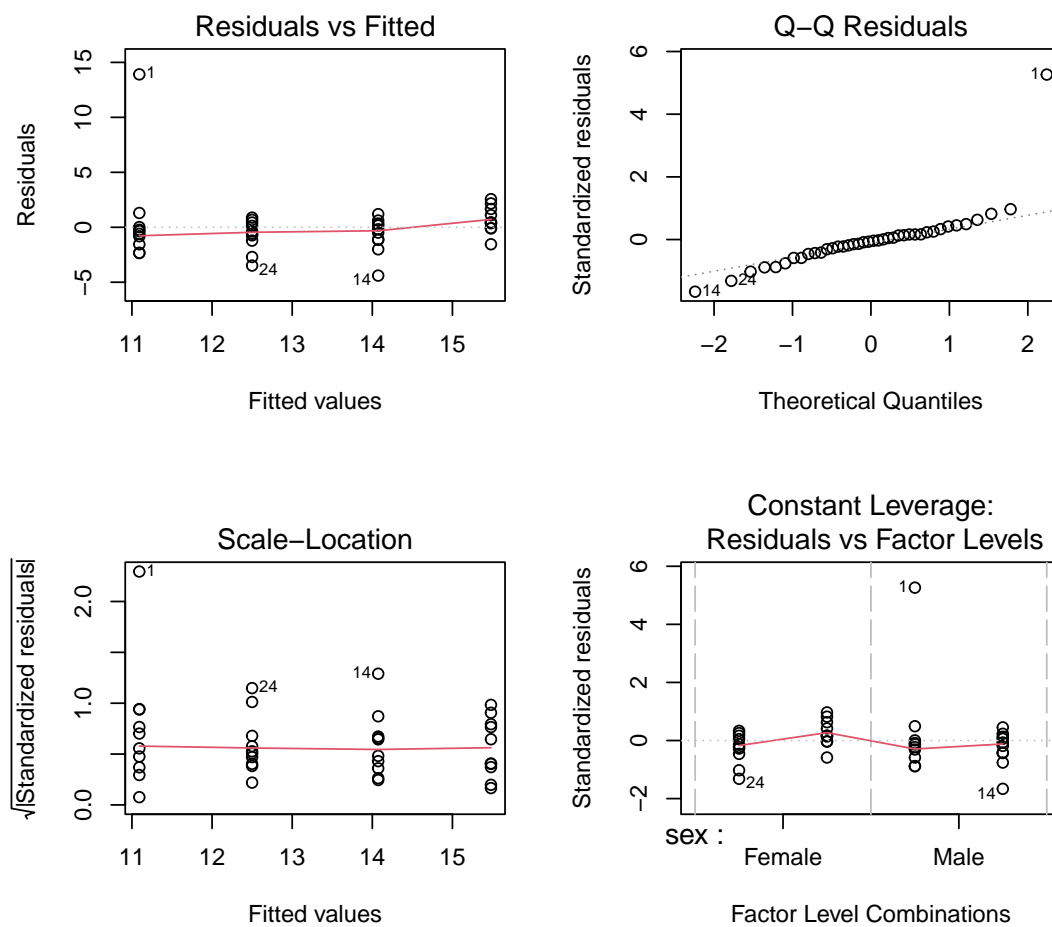 Residuals vs Fitted
Residuals
15
10
5
0
−5
1
24
14
11 12 13 14 15
Fitted values
Q−Q Residuals
Standardized residuals
6
4
2
0
1
14
24
−2 −1 0 1 2
Theoretical Quantiles
Scale−Location
√|Standardized residuals|
2.0
1.0
0.0
1
24
14
11 12 13 14 15
Fitted values
Constant Leverage:
Residuals vs Factor Levels
Standardized residuals
6
4
2
0
−2
1
24
14
sex :
Female Male
Factor Level Combinations